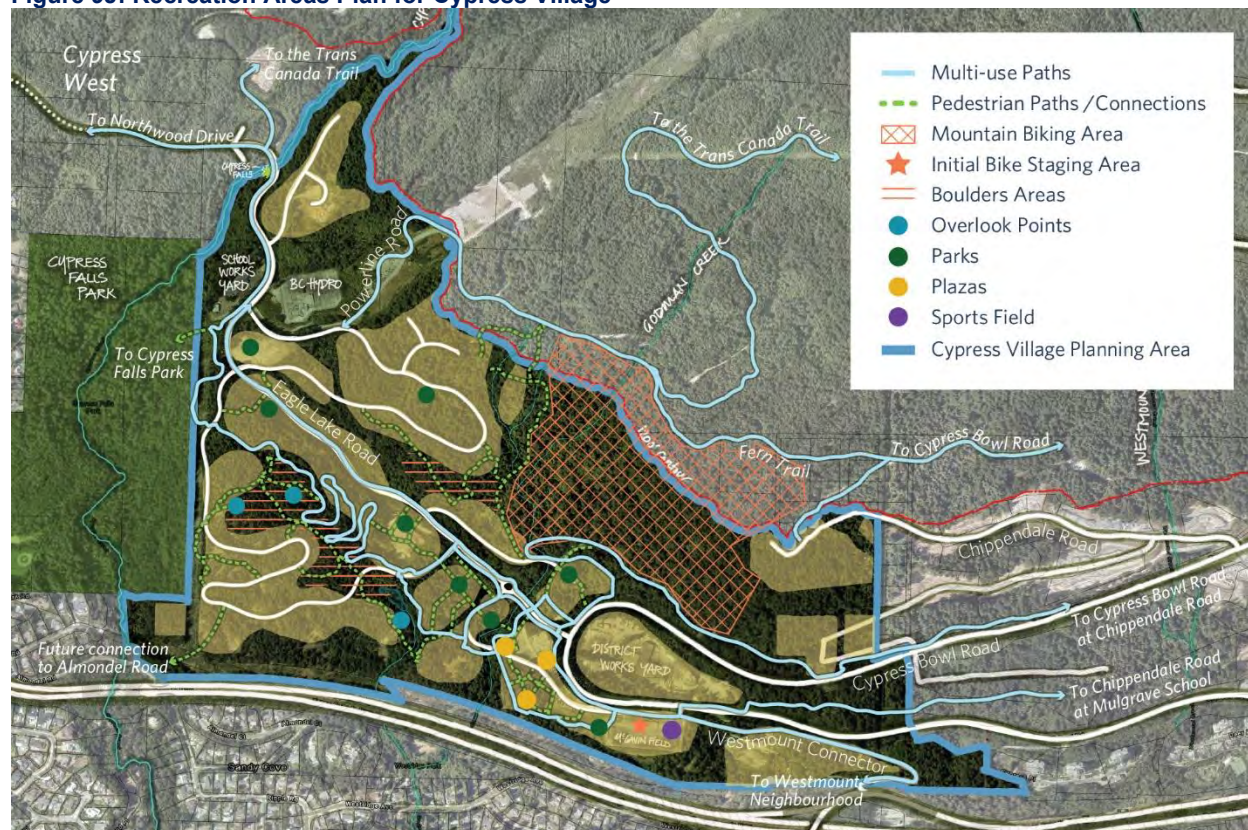 Figure 59: Recreation Areas Plan for Cypress Village
Cypress
West
To the Trans
Canada Trail
To Northwood Drive
CYPRESS
FALLS
To the Trans Canada Trail
Multi-use Paths
Pedestrian Paths / Connections
Mountain Biking Area
Initial Bike Staging Area
Boulders Areas
Overlook Points
Parks
Plazas
Sports Field
Cypress Village Planning Area
CYPRESS
FALLS
PARK
SCHOOL
WORKS
YARD
BC HYDRO
Powerline Road
GODMAN CREEK
WESTMOUNT
To Cypress
Falls Park
Eagle Lake Road
Fern Trail
To Cypress Bowl Road
Chippendale Road
To Cypress Bowl Road
at Chippendale Road
Cypress Bowl Road
DISTRICT
WORKS YARD
Future connection
to Almondel Road
To Chippendale Road
at Mulgrave School
McGAVIN FIELD
Westmount Connector
To Westmount
Neighbourhood
Sandy Cove